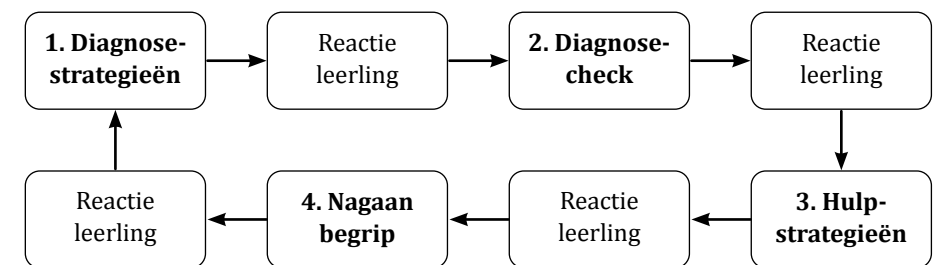 1. Diagnose-
strategieën
Reactie
leerling
2. Diagnose-
check
Reactie
leerling
Reactie
leerling
4. Nagaan
begrip
Reactie
leerling
3. Hulp-
strategieën